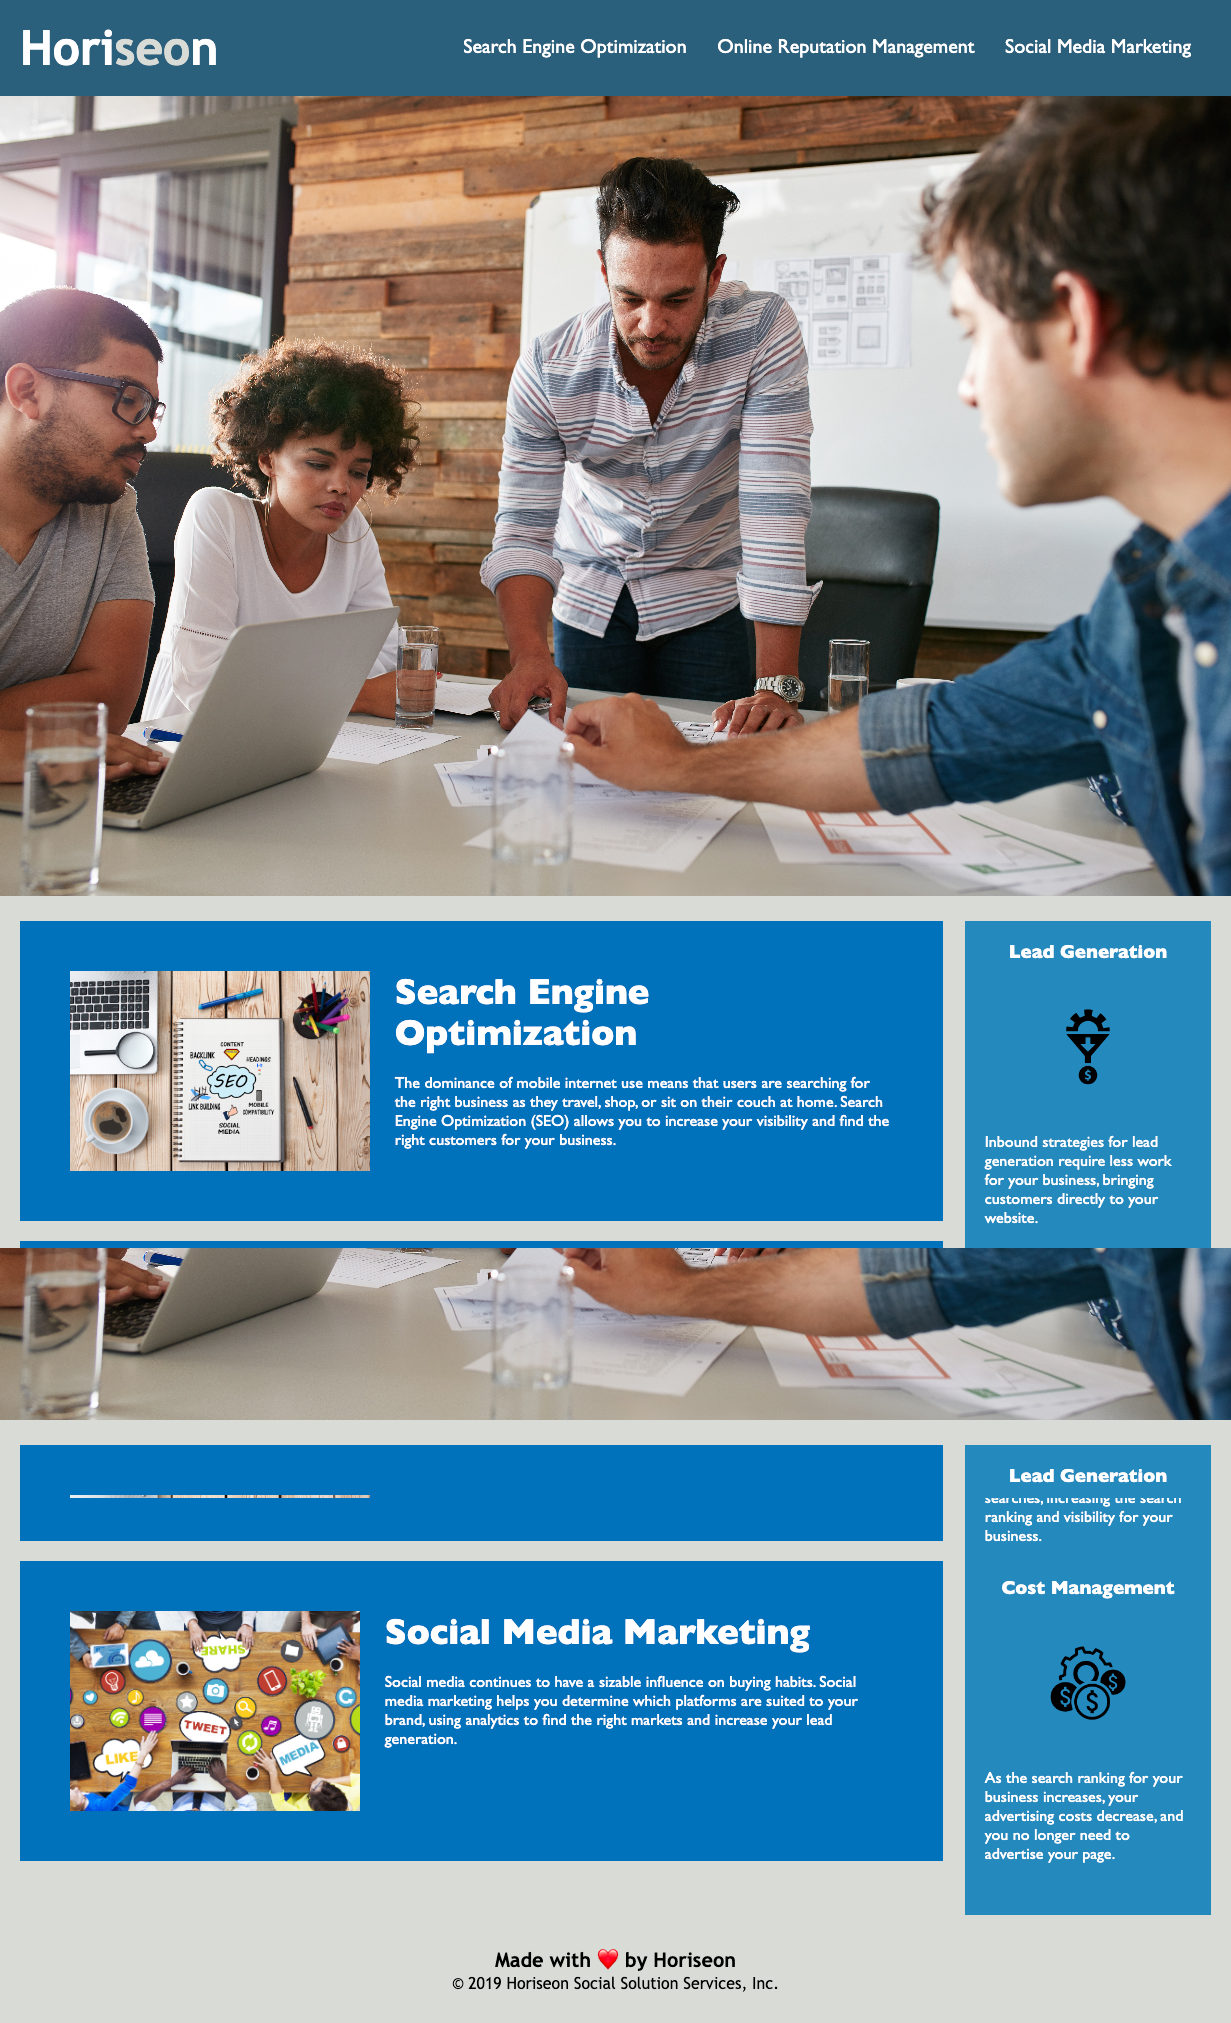 Horiseon
Search Engine Optimization
Online Reputation Management
Social Media Marketing
CONTENT
BACKLINK
HEADINGS
SEO
LINK BUILDING
MOBILE
COMPATIBILITY
SOCIAL
MEDIA
Search Engine
Optimization
The dominance of mobile internet use means that users are searching for
the right business as they travel, shop, or sit on their couch at home. Search
Engine Optimization (SEO) allows you to increase your visibility and find the
right customers for your business.
Lead Generation
$
Inbound strategies for lead
generation require less work
for your business, bringing
customers directly to your
website.
Lead Generation
searches, increasing the search
ranking and visibility for your
business.
SHARE
TWEET
LIKE
MEDIA
Social Media Marketing
Social media continues to have a sizable influence on buying habits. Social
media marketing helps you determine which platforms are suited to your
brand, using analytics to find the right markets and increase your lead
generation.
Cost Management
$ $ $
As the search ranking for your
business increases, your
advertising costs decrease, and
you no longer need to
advertise your page.
Made with ❤️ by Horiseon
© 2019 Horiseon Social Solution Services, Inc.